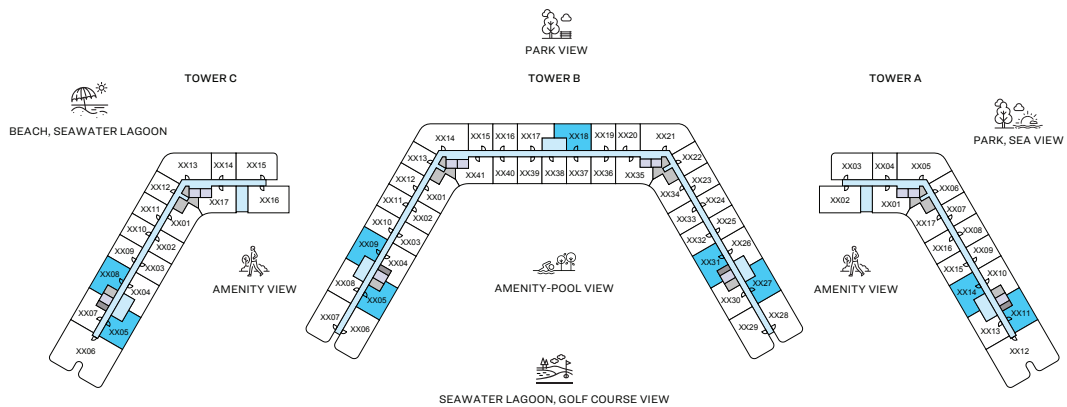 PARK VIEW
TOWER C
TOWER B
TOWER A
BEACH, SEAWATER LAGOON
PARK, SEA VIEW
XX13
XX14
XX15
XX12
XX16
XX17
XX11
XX01
XX10
XX02
XX09
XX03
XX08
XX04
XX07
XX05
XX06
AMENITY VIEW
XX14
XX15
XX16
XX17
XX18
XX19
XX20
XX21
XX13
XX22
XX41
XX40
XX39
XX38
XX37
XX36
XX35
XX12
XX23
XX01
XX34
XX11
XX24
XX02
XX33
XX10
XX25
XX03
XX32
XX09
XX26
XX04
XX31
XX08
XX27
XX05
XX30
XX07
XX28
XX06
XX29
AMENITY-POOL VIEW
XX03
XX04
XX05
XX06
XX02
XX01
XX17
XX07
XX16
XX08
XX15
XX09
XX14
XX10
XX13
XX11
XX12
AMENITY VIEW
SEAWATER LAGOON, GOLF COURSE VIEW